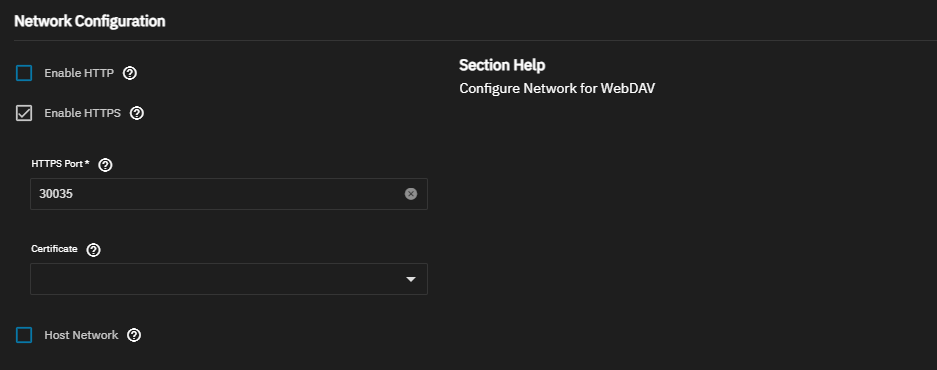 Network Configuration
Enable HTTP
Enable HTTPS
HTTPS Port *
30035
Certificate
Host Network
Section Help
Configure Network for WebDAV